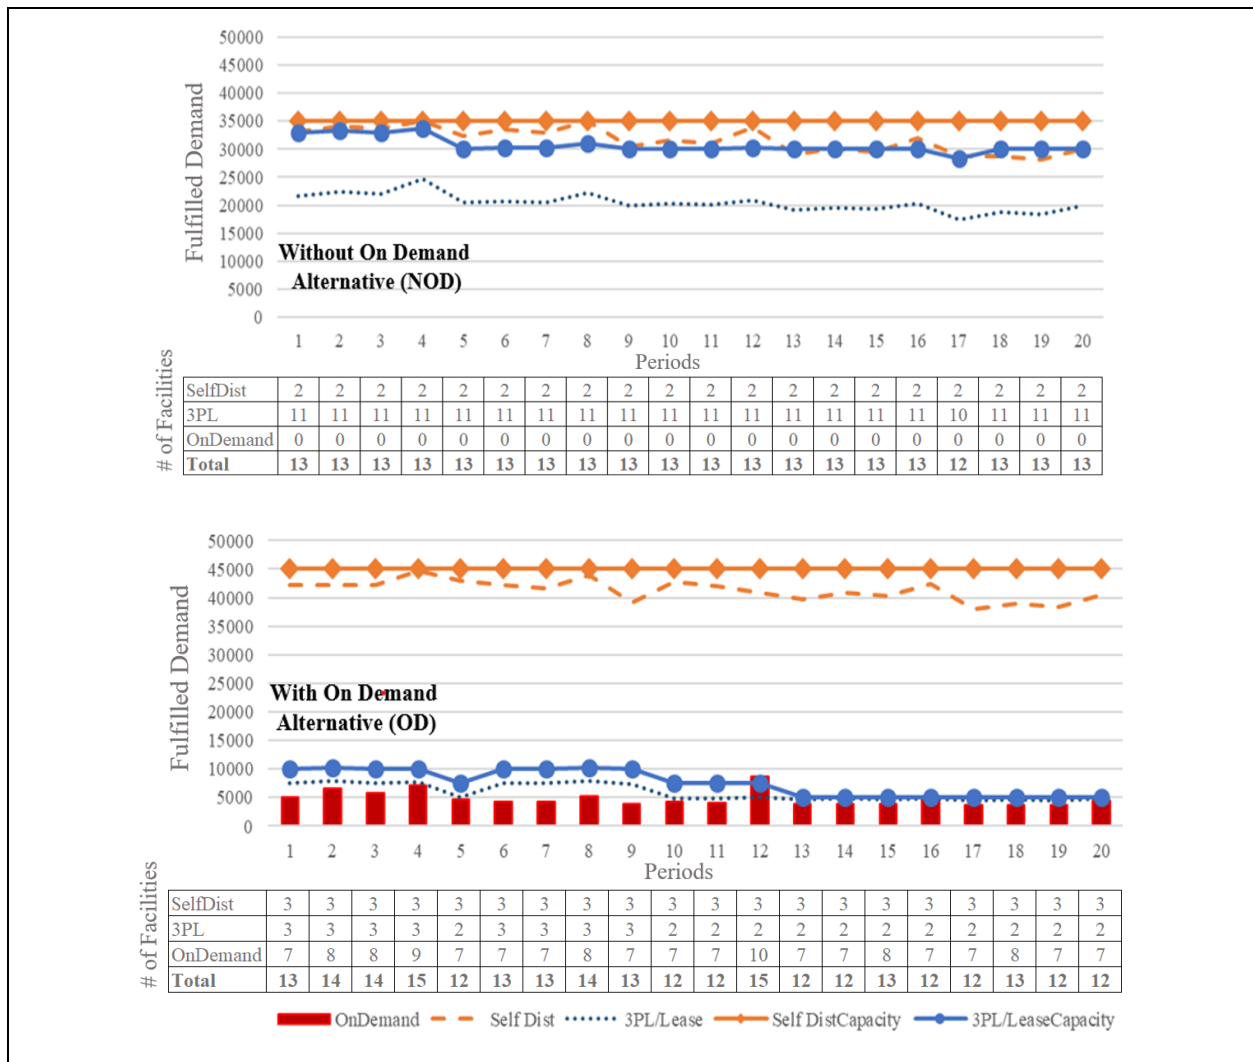 50000
45000
40000
35000
30000
25000
20000
15000
10000
5000
0
Fulfilled Demand
Without On Demand
Alternative (NOD)
1 2 3 4 5 6 7 8 9 10 11 12 13 14 15 16 17 18 19 20
Periods
# of Facilities
SelfDist 2 2 2 2 2 2 2 2 2 2 2 2 2 2 2 2 2 2 2 2
3PL 11 11 11 11 11 11 11 11 11 11 11 11 11 11 11 11 10 11 11 11
OnDemand 0 0 0 0 0 0 0 0 0 0 0 0 0 0 0 0 0 0 0 0
Total 13 13 13 13 13 13 13 13 13 13 13 13 13 13 13 13 12 13 13 13
50000
45000
40000
35000
30000
25000
20000
15000
10000
5000
0
Fulfilled Demand
With On Demand
Alternative (OD)
1 2 3 4 5 6 7 8 9 10 11 12 13 14 15 16 17 18 19 20
Periods
# of Facilities
SelfDist 3 3 3 3 3 3 3 3 3 3 3 3 3 3 3 3 3 3 3 3
3PL 3 3 3 3 2 3 3 3 3 2 2 2 2 2 2 2 2 2 2 2
OnDemand 7 8 8 9 7 7 7 8 7 7 7 10 7 7 8 7 7 8 7 7
Total 13 14 14 15 12 13 13 14 13 12 12 15 12 12 13 12 12 13 12 12
OnDemand Self Dist 3PL/Lease Self DistCapacity 3PL/LeaseCapacity